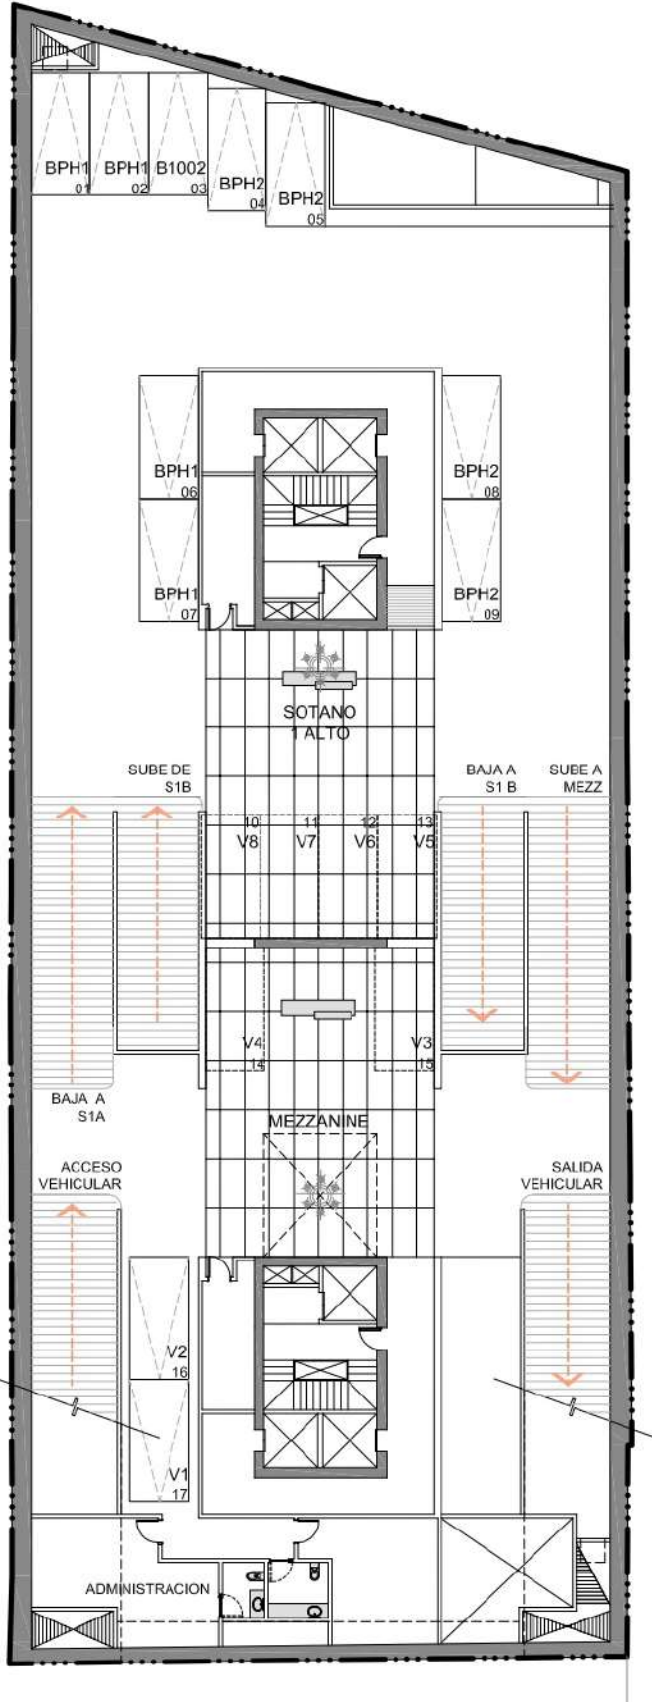 BPH1
01
BPH1
02
B1002
03
BPH2
04
BPH2
05
BPH1
06
BPH2
08
BPH1
07
BPH2
09
SOTANO
1 ALTO
SUBE DE
S1B
BAJA A
S1 B
SUBE A
MEZZ
10
V8
11
V7
12
V6
13
V5
V4
14
V3
15
BAJA A
S1A
MEZZANINE
ACCESO
VEHICULAR
SALIDA
VEHICULAR
V2
16
V1
17
ADMINISTRACION